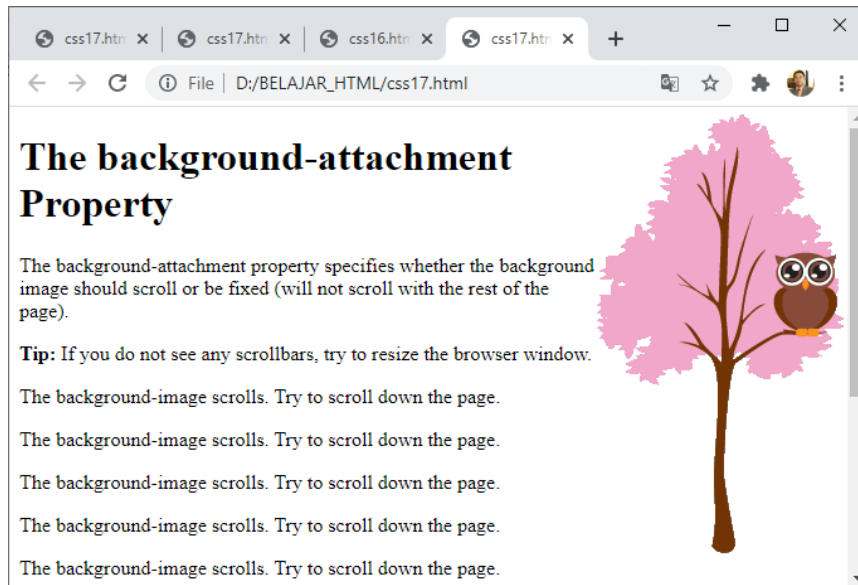 css17.htm
css17.htm
css16.htm
css17.htm
File | D:/BELAJAR_HTML/css17.html
The background-attachment
Property
The background-attachment property specifies whether the background
image should scroll or be fixed (will not scroll with the rest of the
page).
Tip: If you do not see any scrollbars, try to resize the browser window.
The background-image scrolls. Try to scroll down the page.
The background-image scrolls. Try to scroll down the page.
The background-image scrolls. Try to scroll down the page.
The background-image scrolls. Try to scroll down the page.
The background-image scrolls. Try to scroll down the page.